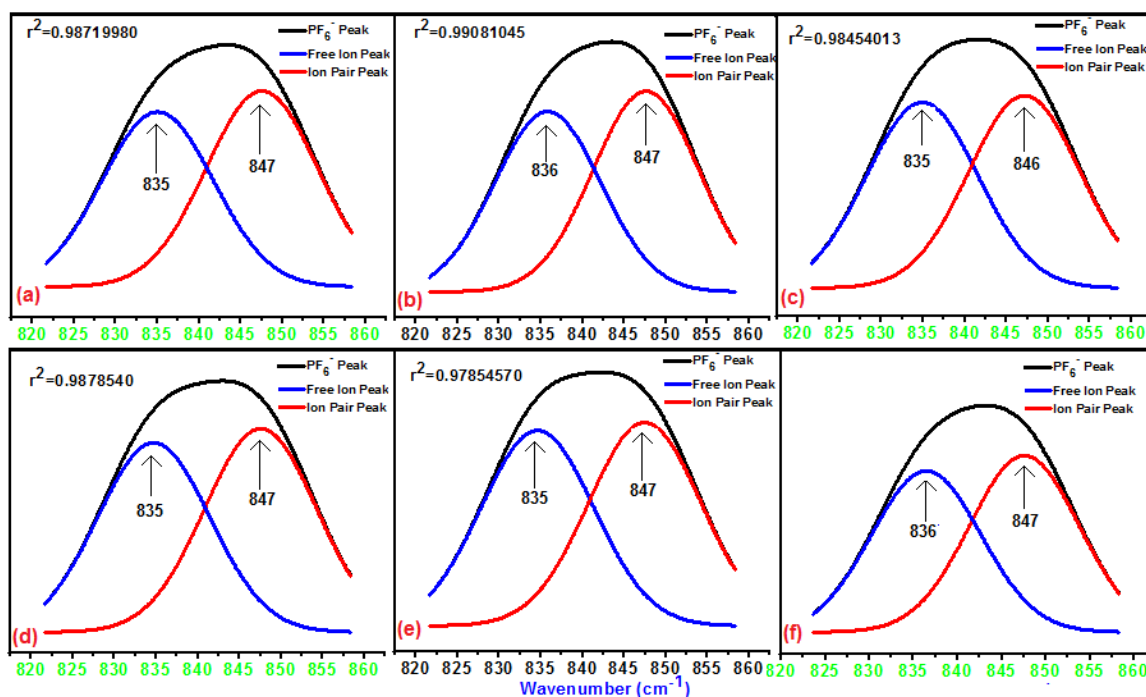 r²=0.98719980
PF₆⁻ Peak
Free Ion Peak
Ion Pair Peak
835
847
(a)
820 825 830 835 840 845 850 855 860
r²=0.99081045
PF₆⁻ Peak
Free Ion Peak
Ion Pair Peak
836
847
(b)
820 825 830 835 840 845 850 855 860
r²=0.98454013
PF₆⁻ Peak
Free Ion Peak
Ion Pair Peak
835
846
(c)
820 825 830 835 840 845 850 855 860
r²=0.9878540
PF₆⁻ Peak
Free Ion Peak
Ion Pair Peak
835
847
(d)
820 825 830 835 840 845 850 855 860
r²=0.97854570
PF₆⁻ Peak
Free Ion Peak
Ion Pair Peak
835
847
(e)
820 825 830 835 840 845 850 855 860
PF₆⁻ Peak
Free Ion Peak
Ion Pair Peak
836
847
(f)
820 825 830 835 840 845 850 855 860
Wavenumber (cm⁻¹)